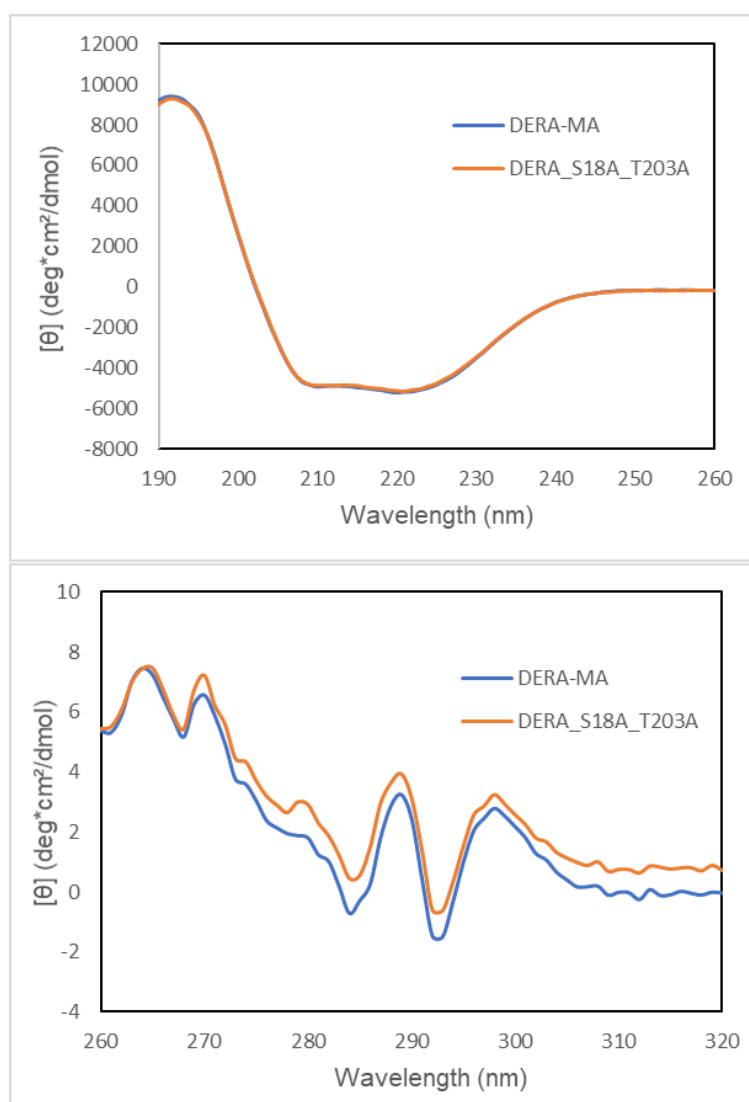 12000
10000
8000
6000
4000
2000
0
-2000
-4000
-6000
-8000
[θ] (deg*cm²/dmol)
DERA-MA
DERA_S18A_T203A
190 200 210 220 230 240 250 260
Wavelength (nm)
10
8
6
4
2
0
-2
-4
[θ] (deg*cm²/dmol)
DERA-MA
DERA_S18A_T203A
260 270 280 290 300 310 320
Wavelength (nm)